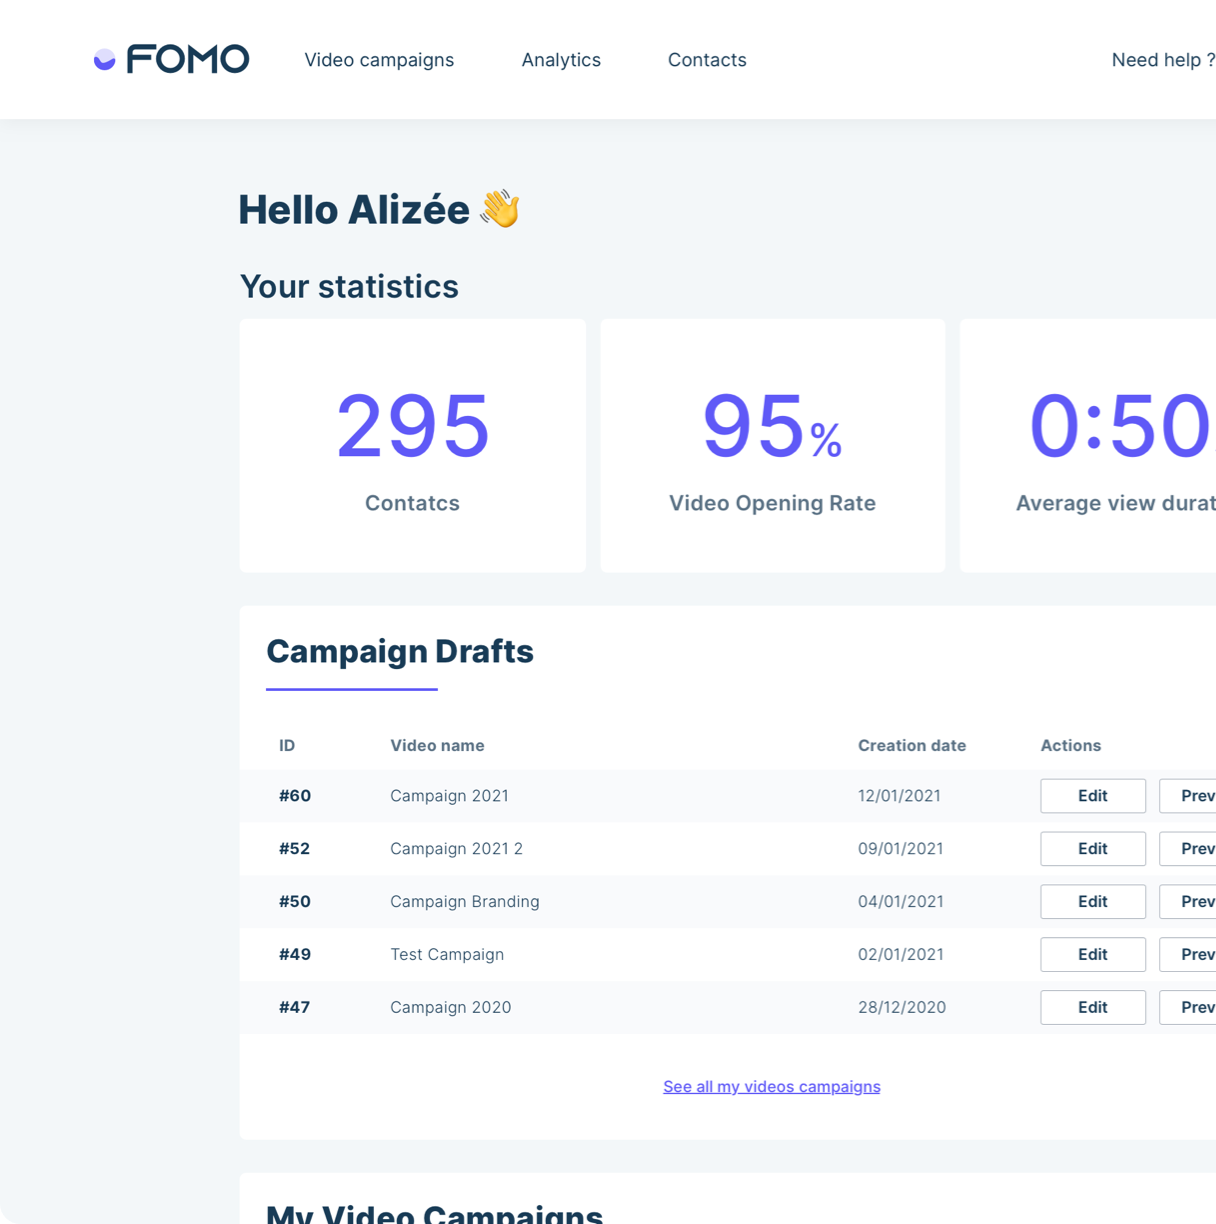 FOMO Video campaigns Analytics Contacts Need help ?
Hello Alizée 👋
Your statistics
295 95% 0:50
Contatcs Video Opening Rate Average view durat
Campaign Drafts
ID Video name Creation date Actions
#60 Campaign 2021 12/01/2021 Edit Prev
#52 Campaign 2021 2 09/01/2021 Edit Prev
#50 Campaign Branding 04/01/2021 Edit Prev
#49 Test Campaign 02/01/2021 Edit Prev
#47 Campaign 2020 28/12/2020 Edit Prev
See all my videos campaigns
My Video Campaigns